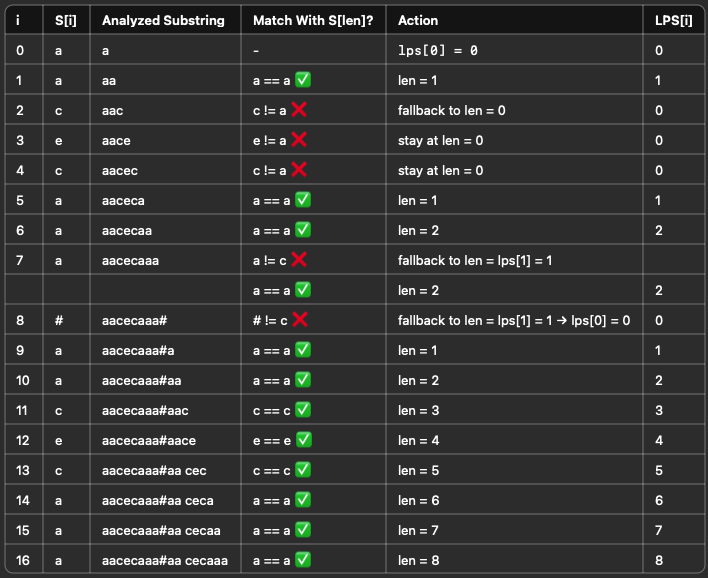 i S[i] Analyzed Substring Match With S[len]? Action LPS[i]
0 a a - lps[0] = 0 0
1 a aa a == a ✅ len = 1 1
2 c aac c != a ❌ fallback to len = 0 0
3 e aace e != a ❌ stay at len = 0 0
4 c aacec c != a ❌ stay at len = 0 0
5 a aaceca a == a ✅ len = 1 1
6 a aacecaa a == a ✅ len = 2 2
7 a aacecaaa a != c ❌ fallback to len = lps[1] = 1
a == a ✅ len = 2 2
8 # aacecaaa# # != c ❌ fallback to len = lps[1] = 1 → lps[0] = 0 0
9 a aacecaaa#a a == a ✅ len = 1 1
10 a aacecaaa#aa a == a ✅ len = 2 2
11 c aacecaaa#aac c == c ✅ len = 3 3
12 e aacecaaa#aace e == e ✅ len = 4 4
13 c aacecaaa#aa cec c == c ✅ len = 5 5
14 a aacecaaa#aa ceca a == a ✅ len = 6 6
15 a aacecaaa#aa cecaa a == a ✅ len = 7 7
16 a aacecaaa#aa cecaaa a == a ✅ len = 8 8